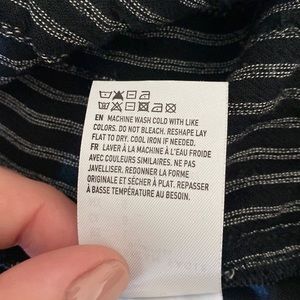 EN MACHINE WASH COLD WITH LIKE
COLORS. DO NOT BLEACH. RESHAPE LAY
FLAT TO DRY. COOL IRON IF NEEDED.
FR LAVER À LA MACHINE À L'EAU FROIDE
AVEC COULEURS SIMILAIRES. NE PAS
JAVELLISER. REDONNER LA FORME
ORIGINALE ET SÉCHER À PLAT. REPASSER
À BASSE TEMPÉRATURE AU BESOIN.